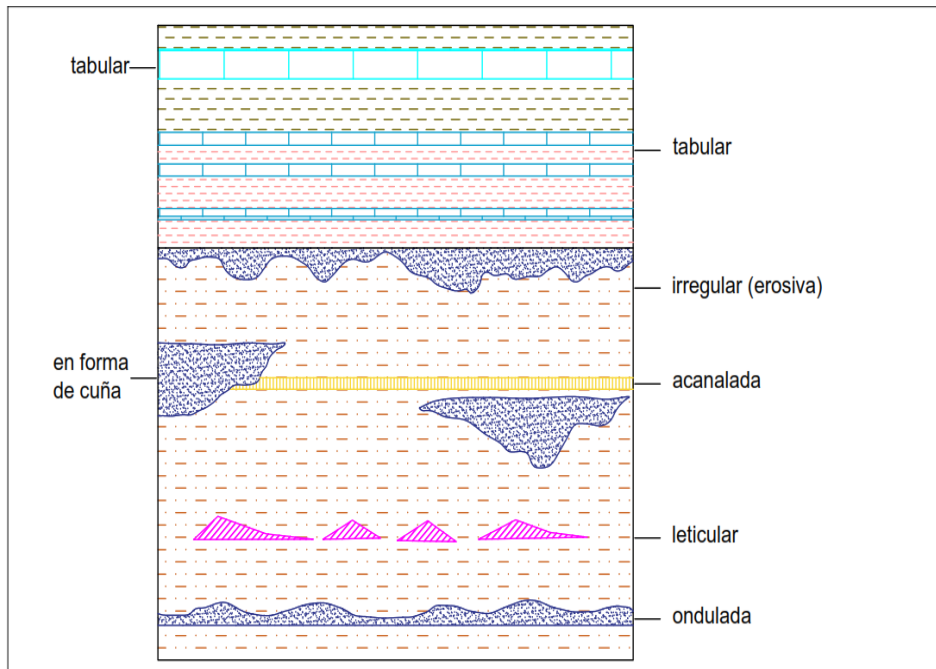 tabular
tabular
irregular (erosiva)
en forma
de cuña
acanalada
leticular
ondulada